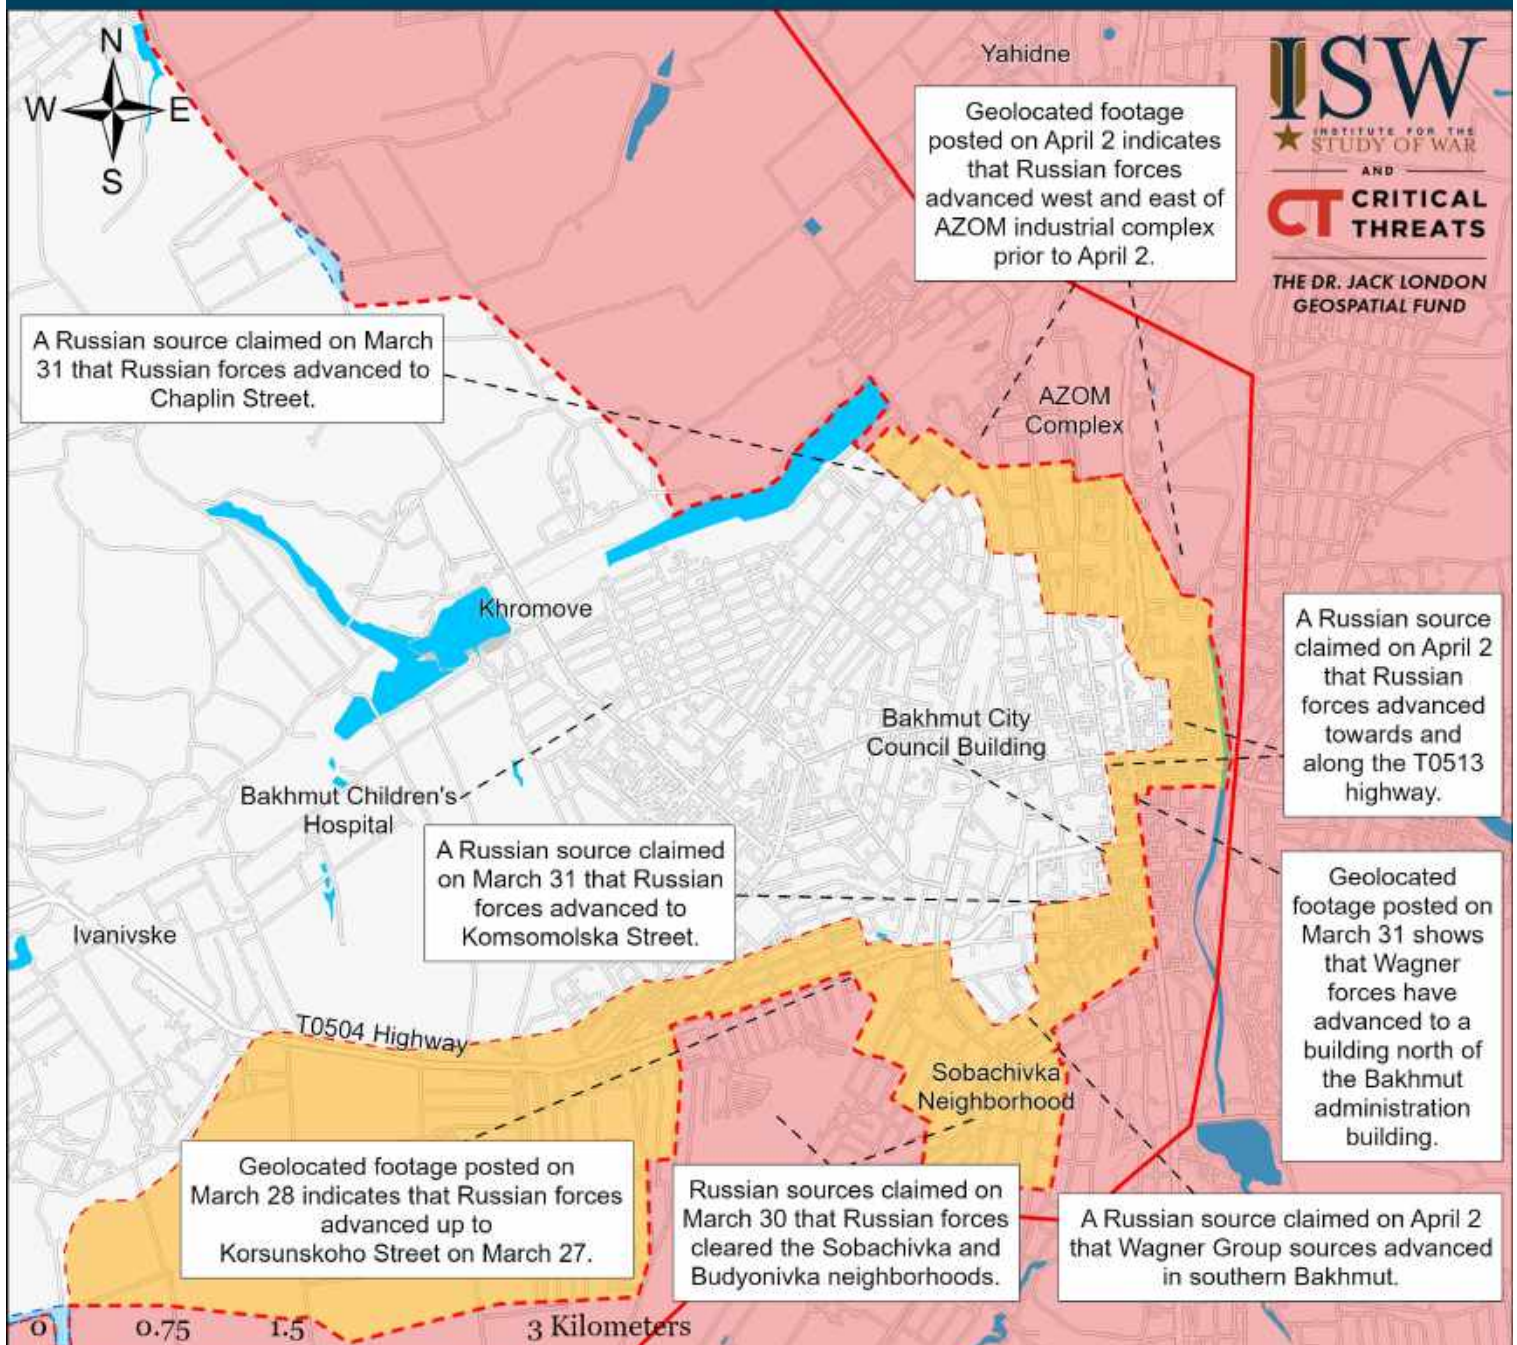 N
W
E
S
Yahidne
ISW
INSTITUTE FOR THE
STUDY OF WAR
AND
CT CRITICAL
THREATS
THE DR. JACK LONDON
GEOSPATIAL FUND
Geolocated footage
posted on April 2 indicates
that Russian forces
advanced west and east of
AZOM industrial complex
prior to April 2.
A Russian source claimed on March
31 that Russian forces advanced to
Chaplin Street.
AZOM
Complex
Khromove
A Russian source
claimed on April 2
that Russian
forces advanced
towards and
along the T0513
highway.
Bakhmut City
Council Building
Bakhmut Children's
Hospital
A Russian source claimed
on March 31 that Russian
forces advanced to
Komsomolska Street.
Geolocated
footage posted on
March 31 shows
that Wagner
forces have
advanced to a
building north of
the Bakhmut
administration
building.
Ivanivske
T0504 Highway
Sobachivka
Neighborhood
Geolocated footage posted on
March 28 indicates that Russian forces
advanced up to
Korsunskoho Street on March 27.
Russian sources claimed on
March 30 that Russian forces
cleared the Sobachivka and
Budyonivka neighborhoods.
A Russian source claimed on April 2
that Wagner Group sources advanced
in southern Bakhmut.
0 0.75 1.5 3 Kilometers